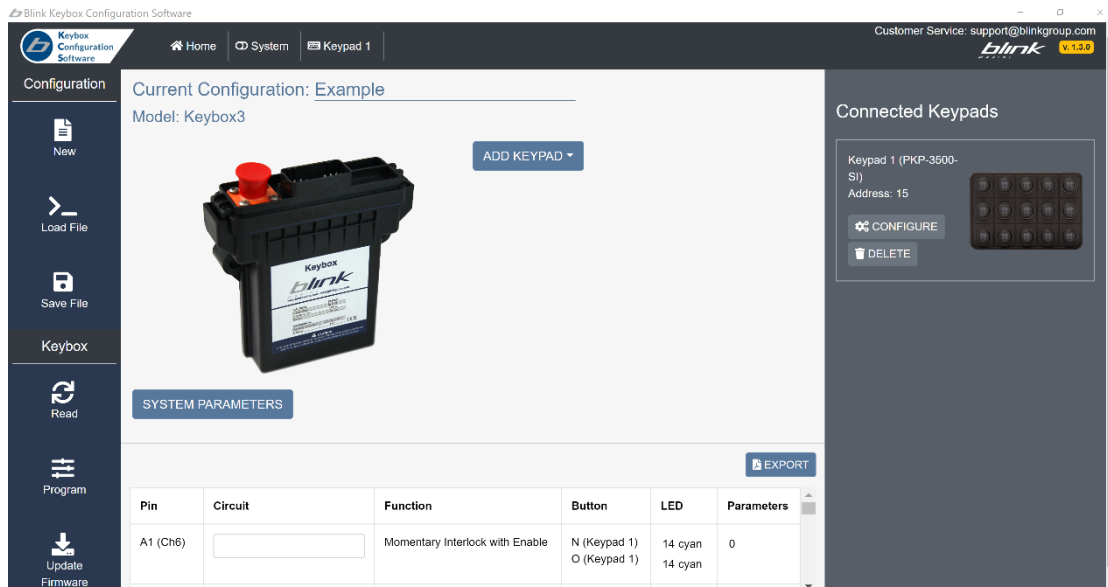 Blink Keybox Configuration Software
Keybox
Configuration
Software
Home
System
Keypad 1
Customer Service: support@blinkgroup.com
blink
v. 1.3.0
Configuration
New
Load File
Save File
Keybox
Read
Program
Update
Firmware
Current Configuration: Example
Model: Keybox3
ADD KEYPAD
Keybox
blink
SYSTEM PARAMETERS
EXPORT
Pin Circuit Function Button LED Parameters
A1 (Ch6) Momentary Interlock with Enable N (Keypad 1) 14 cyan 0
O (Keypad 1) 14 cyan
Connected Keypads
Keypad 1 (PKP-3500-
SI)
Address: 15
CONFIGURE
DELETE